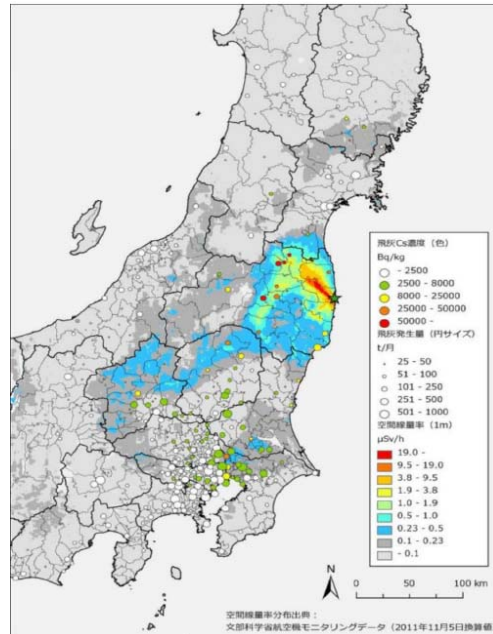 飛灰Cs濃度(色)
Bq/kg
- 2500
2500 - 8000
8000 - 25000
25000 - 50000
50000 -
飛灰発生量(円サイズ)
t/月
25 - 50
51 - 100
101 - 250
251 - 500
501 - 1000
空間線量率(1m)
μSv/h
19.0 -
9.5 - 19.0
3.8 - 9.5
1.9 - 3.8
1.0 - 1.9
0.5 - 1.0
0.23 - 0.5
0.1 - 0.23
- 0.1
N
0 50 100 km
空間線量率分布出典:
文部科学省航空機モニタリングデータ(2011年11月5日換算値